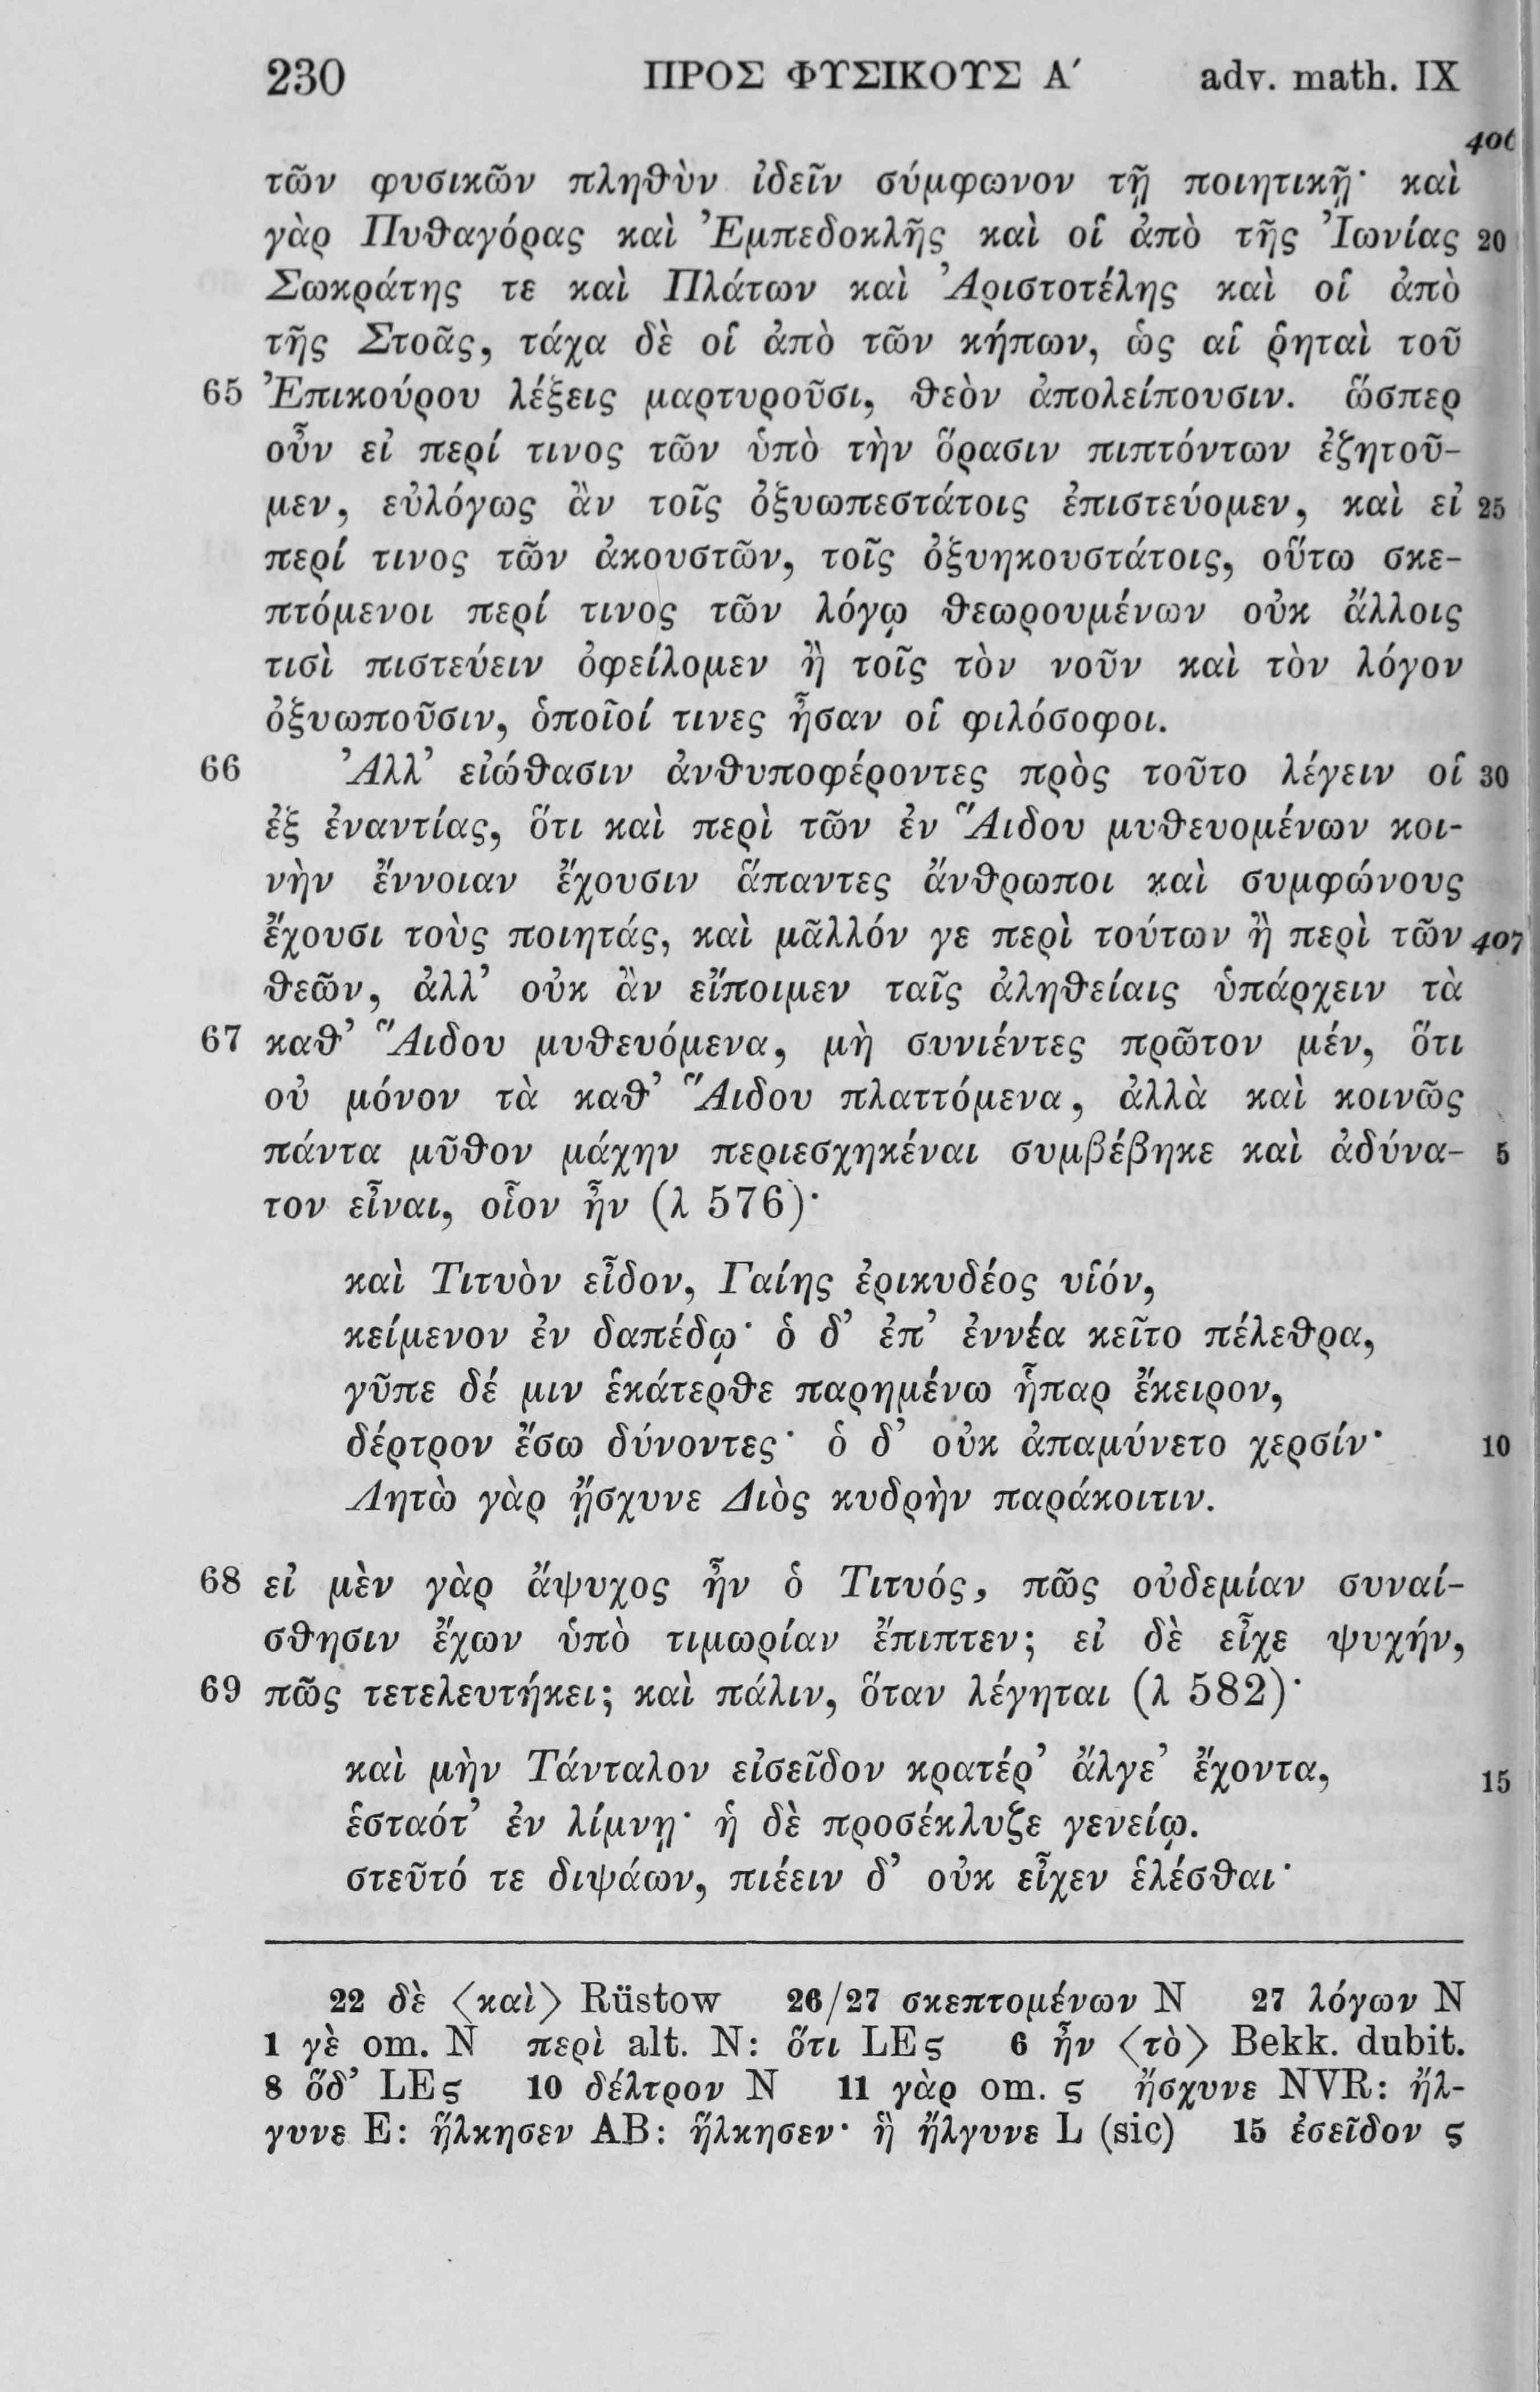 230 ΠΡΟΣ ΦΥΣΙΚΟΥΣ Α΄ adv. math. IX
406
τῶν φυσικῶν πληθὺν ἰδεῖν σύμφωνον τῇ ποιητικῇ· καὶ
γὰρ Πυθαγόρας καὶ Ἐμπεδοκλῆς καὶ οἱ ἀπὸ τῆς Ἰωνίας 20
Σωκράτης τε καὶ Πλάτων καὶ Ἀριστοτέλης καὶ οἱ ἀπὸ
τῆς Στοᾶς, τάχα δὲ οἱ ἀπὸ τῶν κήπων, ὡς αἱ ῥηταὶ τοῦ
65 Ἐπικούρου λέξεις μαρτυροῦσι, θεὸν ἀπολείπουσιν. ὥσπερ
οὖν εἰ περί τινος τῶν ὑπὸ τὴν ὅρασιν πιπτόντων ἐζητοῦ-
μεν, εὐλόγως ἂν τοῖς ὀξυωπεστάτοις ἐπιστεύομεν, καὶ εἰ 25
περί τινος τῶν ἀκουστῶν, τοῖς ὀξυηκουστάτοις, οὕτω σκε-
πτόμενοι περί τινος τῶν λόγῳ θεωρουμένων οὐκ ἄλλοις
τισὶ πιστεύειν ὀφείλομεν ἢ τοῖς τὸν νοῦν καὶ τὸν λόγον
ὀξυωποῦσιν, ὁποῖοί τινες ἦσαν οἱ φιλόσοφοι.
66 Ἀλλ’ εἰώθασιν ἀνθυποφέροντες πρὸς τοῦτο λέγειν οἱ 30
ἐξ ἐναντίας, ὅτι καὶ περὶ τῶν ἐν Ἅιδου μυθευομένων κοι-
νὴν ἔννοιαν ἔχουσιν ἅπαντες ἄνθρωποι καὶ συμφώνους
ἔχουσι τοὺς ποιητάς, καὶ μᾶλλόν γε περὶ τούτων ἢ περὶ τῶν 407
θεῶν, ἀλλ’ οὐκ ἂν εἴποιμεν ταῖς ἀληθείαις ὑπάρχειν τὰ
67 καθ’ Ἅιδου μυθευόμενα, μὴ συνιέντες πρῶτον μέν, ὅτι
οὐ μόνον τὰ καθ’ Ἅιδου πλαττόμενα, ἀλλὰ καὶ κοινῶς
πάντα μῦθον μάχην περιεσχηκέναι συμβέβηκε καὶ ἀδύνα- 5
τον εἶναι, οἷον ἦν (λ 576)·
καὶ Τιτυὸν εἶδον, Γαίης ἐρικυδέος υἱόν,
κείμενον ἐν δαπέδῳ· ὁ δ’ ἐπ’ ἐννέα κεῖτο πέλεθρα,
γῦπε δέ μιν ἑκάτερθε παρημένω ἧπαρ ἔκειρον,
δέρτρον ἔσω δύνοντες· ὁ δ’ οὐκ ἀπαμύνετο χερσίν· 10
Λητὼ γὰρ ᾔσχυνε Διὸς κυδρὴν παράκοιτιν.
68 εἰ μὲν γὰρ ἄψυχος ἦν ὁ Τιτυός, πῶς οὐδεμίαν συναί-
σθησιν ἔχων ὑπὸ τιμωρίαν ἔπιπτεν; εἰ δὲ εἶχε ψυχήν,
69 πῶς τετελευτήκει; καὶ πάλιν, ὅταν λέγηται (λ 582)·
καὶ μὴν Τάνταλον εἰσεῖδον κρατέρ’ ἄλγε’ ἔχοντα, 15
ἑσταότ’ ἐν λίμνῃ· ἡ δὲ προσέκλυζε γενείῳ.
στεῦτό τε διψάων, πιέειν δ’ οὐκ εἶχεν ἑλέσθαι·
22 δὲ 〈καὶ〉 Rüstow 26/27 σκεπτομένων N 27 λόγων N
1 γὲ om. N περὶ alt. N: ὅτι LEς 6 ἦν 〈τὸ〉 Bekk. dubit.
8 ὅδ’ LEς 10 δέλτρον N 11 γὰρ om. ς ᾔσχυνε NVR: ἤλ-
γυνε E: ᾕλκησεν AB: ᾕλκησεν· ἢ ἤλγυνε L (sic) 15 ἐσεῖδον ς